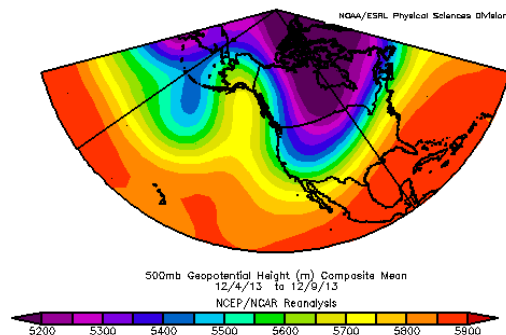 NOAA/ESRL Physical Sciences Division
500mb Geopotential Height (m) Composite Mean
12/4/13 to 12/9/13
NCEP/NCAR Reanalysis
5200 5300 5400 5500 5600 5700 5800 5900